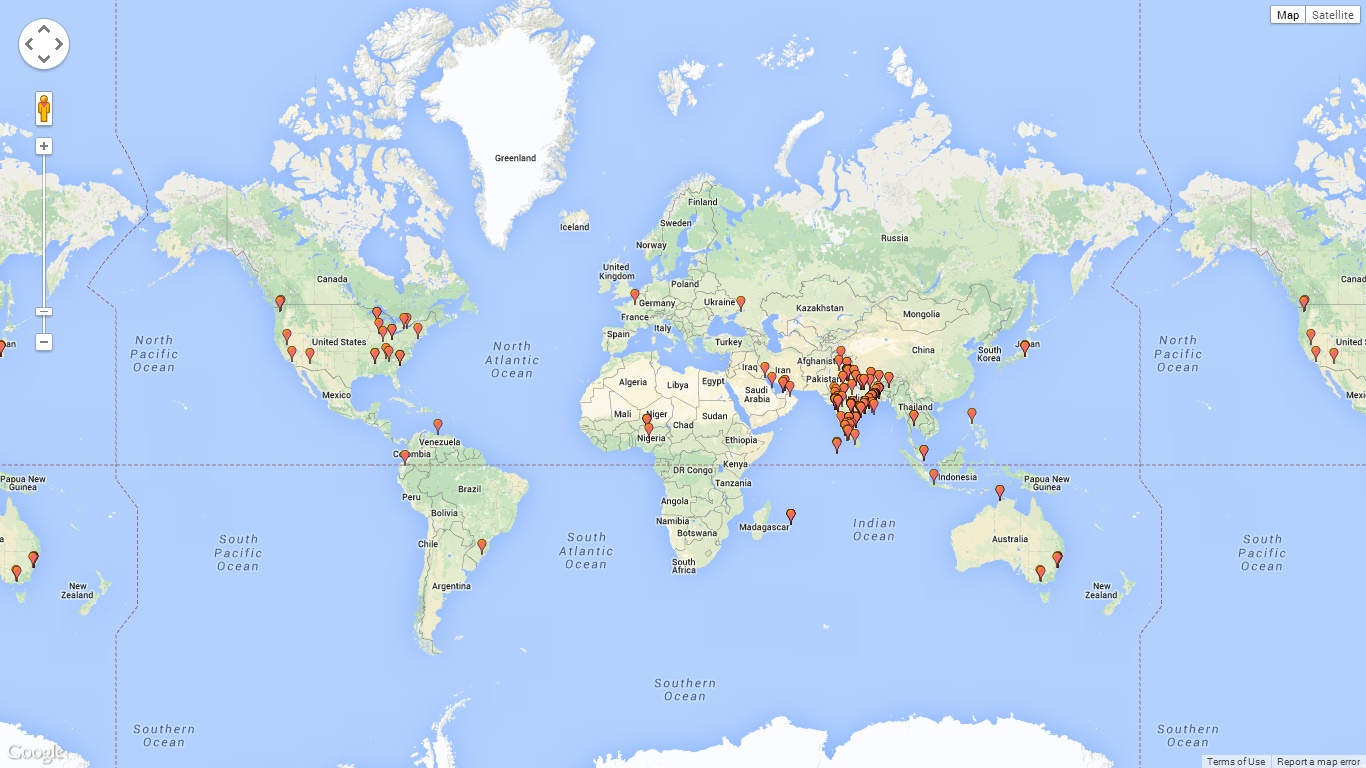 Map
Satellite
Greenland
Finland
Iceland
Sweden
Norway
Russia
United
Kingdom
Canada
Canad
Poland
Germany
Ukraine
Kazakhstan
Mongolia
France
Italy
Spain
Turkey
North
Pacific
Ocean
United States
North
Atlantic
Ocean
China
South
Korea
Japan
an
North
Pacific
Ocean
United S
Iraq
Iran
Afghanist
Pakistan
Algeria
Libya
Egypt
Saudi
Arabia
Mexico
Mali
Niger
Chad
Sudan
Thailand
Venezuela
Nigeria
Ethiopia
Colombia
DR Congo
Kenya
Tanzania
Indonesia
Papua New
Guinea
Papua New
Guinea
Peru
Brazil
Angola
Bolivia
Namibia
Botswana
Madagascar
Indian
Ocean
Australia
a
Chile
South
Pacific
Ocean
South
Atlantic
Ocean
South
Africa
South
Pacific
Ocean
Argentina
New
Zealand
New
Zealand
Southern
Ocean
Southern
Ocean
Southern
Ocean
Google
Terms of Use
Report a map error